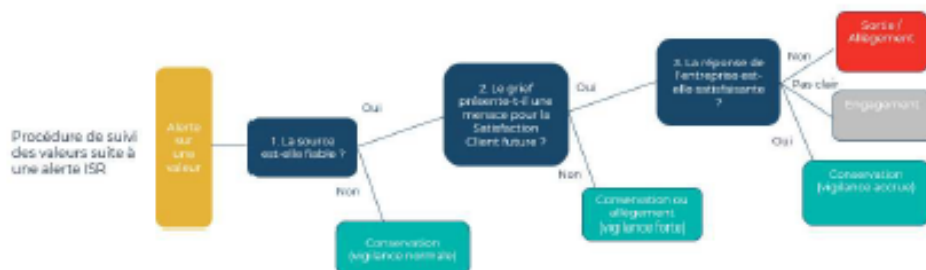 Procédure de suivi
des valeurs suite à
une alerte ISR
Alerte
sur
une
valeur
1. La source
est-elle fiable ?
Oui
Non
Conservation
(vigilance normale)
2. Le grief
présente-t-il une
menace pour la
Satisfaction
Client future ?
Oui
Non
Conservation ou
allègement
(vigilance forte)
3. La réponse de
l'entreprise est-
elle satisfaisante
?
Non
Pas clair
Oui
Sortie /
Allègement
Engagement
Conservation
(vigilance accrue)